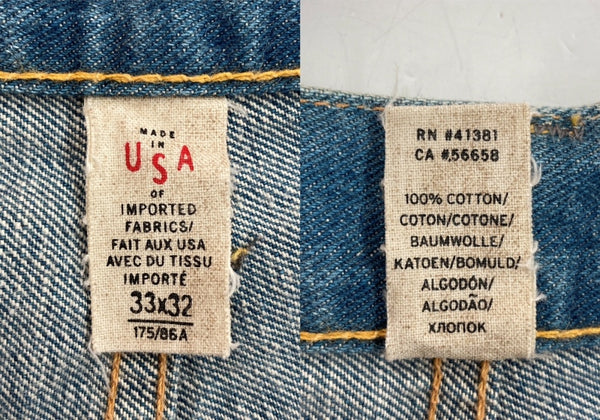 MADE
IN
USA
OF
IMPORTED
FABRICS/
FAIT AUX USA
AVEC DU TISSU
IMPORTÉ
33x32
175/86A
RN #41381
CA #,56658
100% COTTON/
COTON/COTONE/
BAUMWOLLE/
KATOEN/BOMULD/
ALGODÓN/
ALGODÃO/
ХЛОПОК